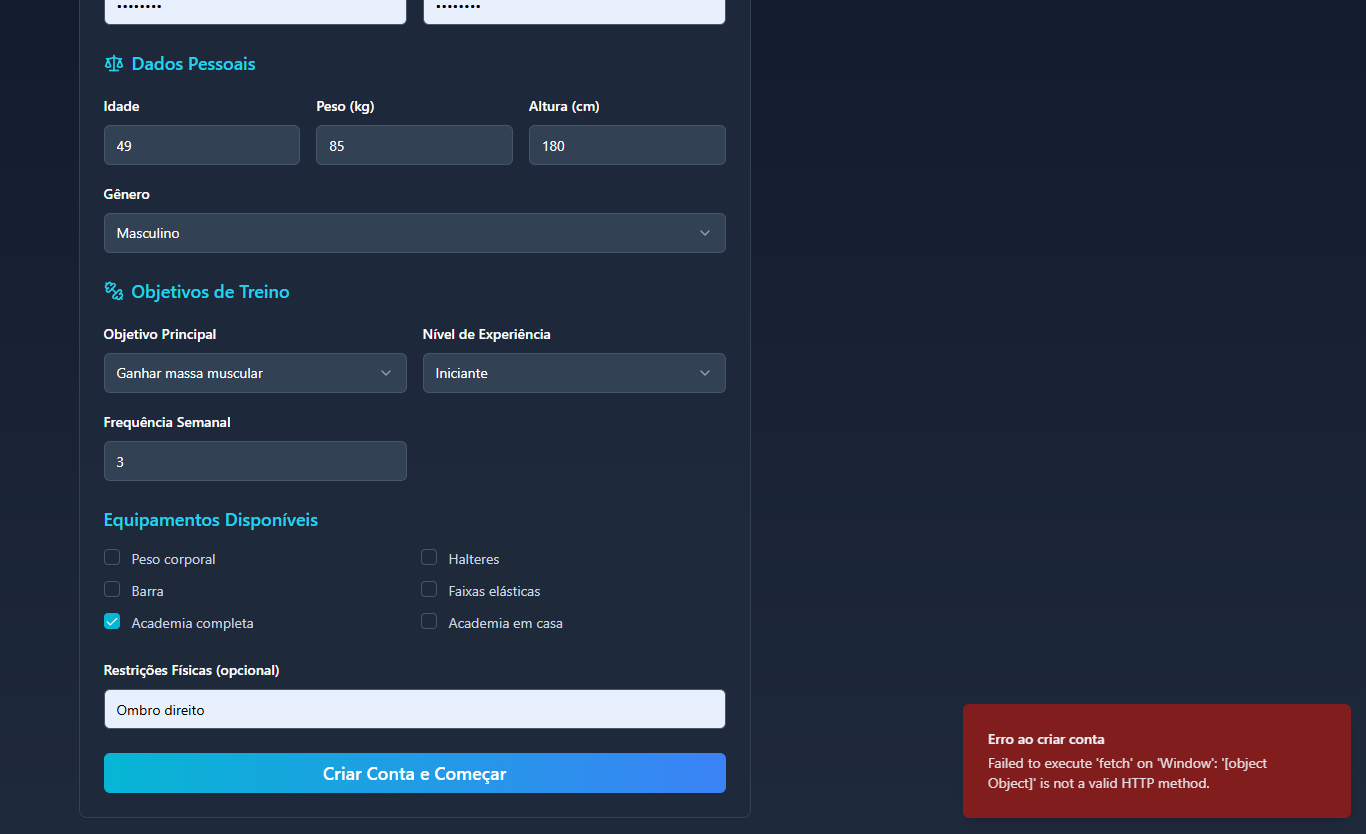 •••••••• ••••••••
Dados Pessoais
Idade Peso (kg) Altura (cm)
49 85 180
Gênero
Masculino
Objetivos de Treino
Objetivo Principal Nível de Experiência
Ganhar massa muscular Iniciante
Frequência Semanal
3
Equipamentos Disponíveis
Peso corporal Halteres
Barra Faixas elásticas
Academia completa Academia em casa
Restrições Físicas (opcional)
Ombro direito
Criar Conta e Começar
Erro ao criar conta
Failed to execute 'fetch' on 'Window': '[object
Object]' is not a valid HTTP method.